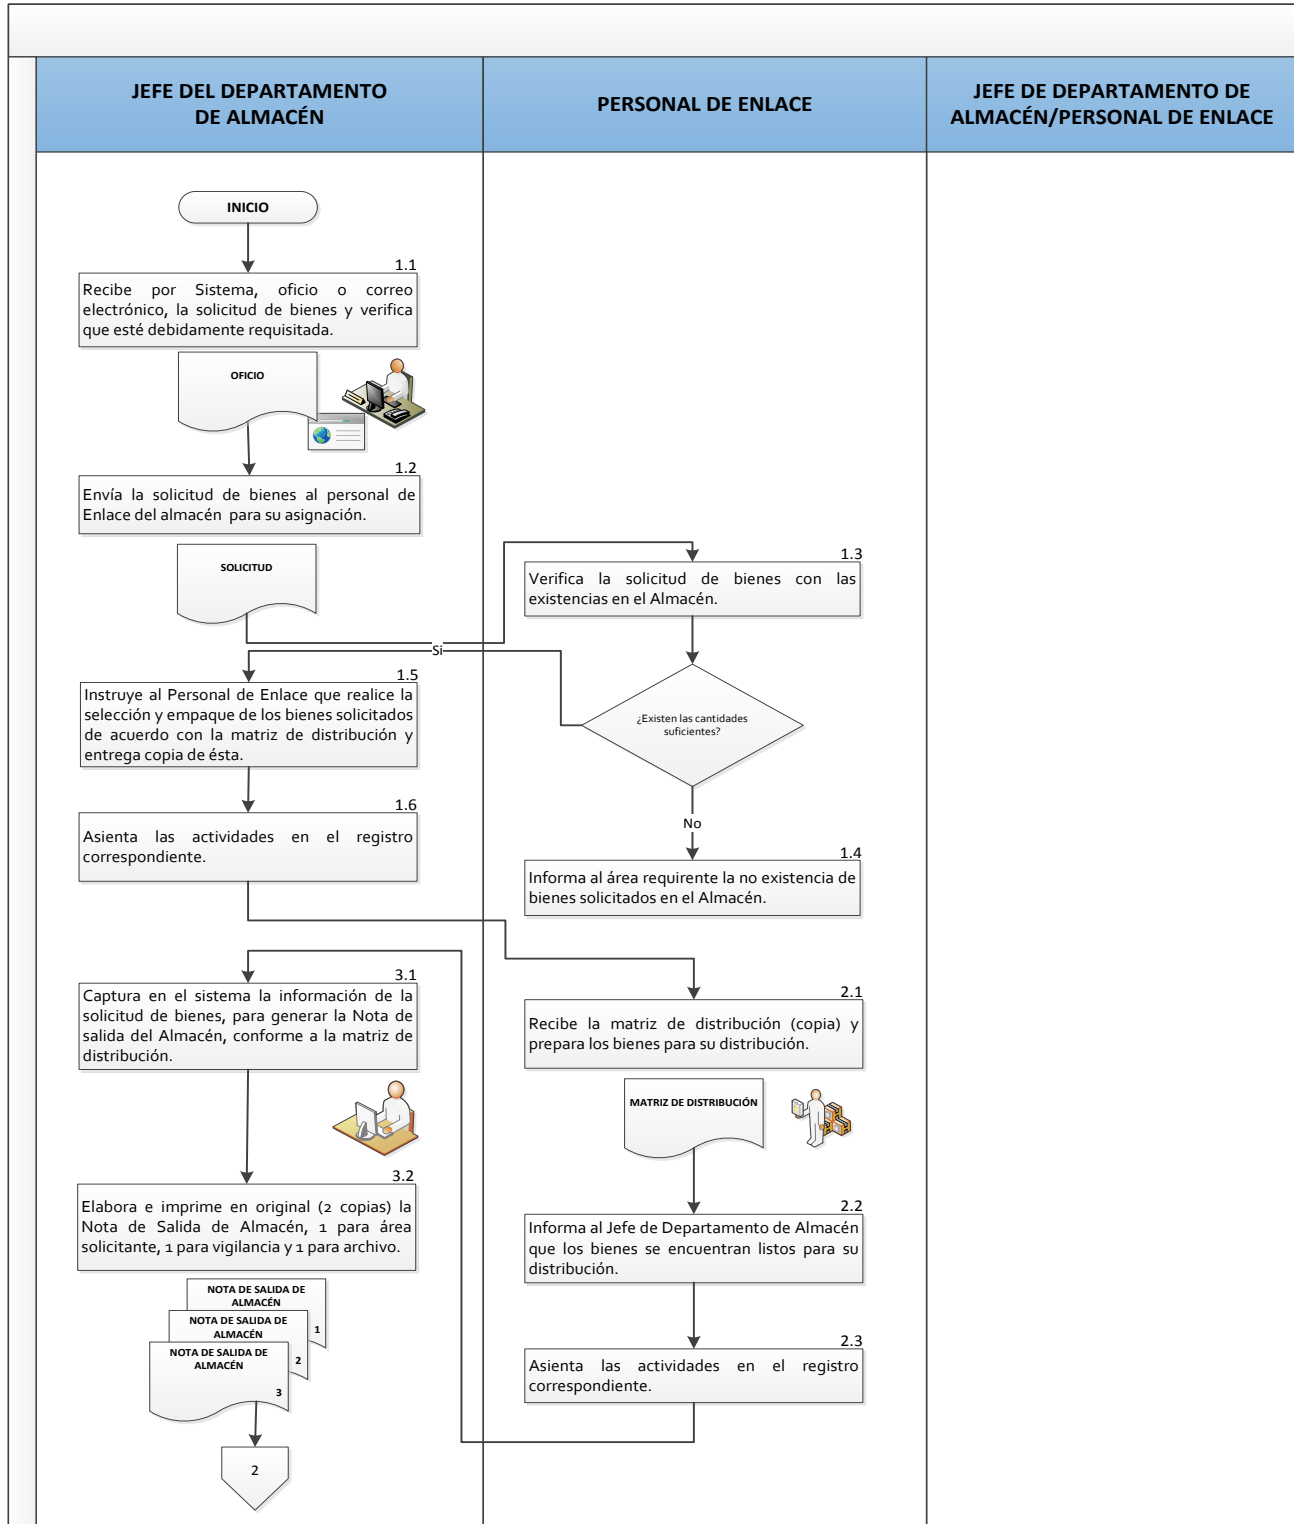 JEFE DEL DEPARTAMENTO
DE ALMACÉN
PERSONAL DE ENLACE
JEFE DE DEPARTAMENTO DE
ALMACÉN/PERSONAL DE ENLACE
INICIO
1.1
Recibe por Sistema, oficio o correo
electrónico, la solicitud de bienes y verifica
que esté debidamente requisitada.
OFICIO
1.2
Envía la solicitud de bienes al personal de
Enlace del almacén para su asignación.
SOLICITUD
1.3
Verifica la solicitud de bienes con las
existencias en el Almacén.
¿Existen las cantidades
suficientes?
Si
No
1.4
Informa al área requirente la no existencia de
bienes solicitados en el Almacén.
1.5
Instruye al Personal de Enlace que realice la
selección y empaque de los bienes solicitados
de acuerdo con la matriz de distribución y
entrega copia de ésta.
1.6
Asienta las actividades en el registro
correspondiente.
2.1
Recibe la matriz de distribución (copia) y
prepara los bienes para su distribución.
MATRIZ DE DISTRIBUCIÓN
2.2
Informa al Jefe de Departamento de Almacén
que los bienes se encuentran listos para su
distribución.
2.3
Asienta las actividades en el registro
correspondiente.
3.1
Captura en el sistema la información de la
solicitud de bienes, para generar la Nota de
salida del Almacén, conforme a la matriz de
distribución.
3.2
Elabora e imprime en original (2 copias) la
Nota de Salida de Almacén, 1 para área
solicitante, 1 para vigilancia y 1 para archivo.
NOTA DE SALIDA DE
ALMACÉN
1
NOTA DE SALIDA DE
ALMACÉN
2
NOTA DE SALIDA DE
ALMACÉN
3
2